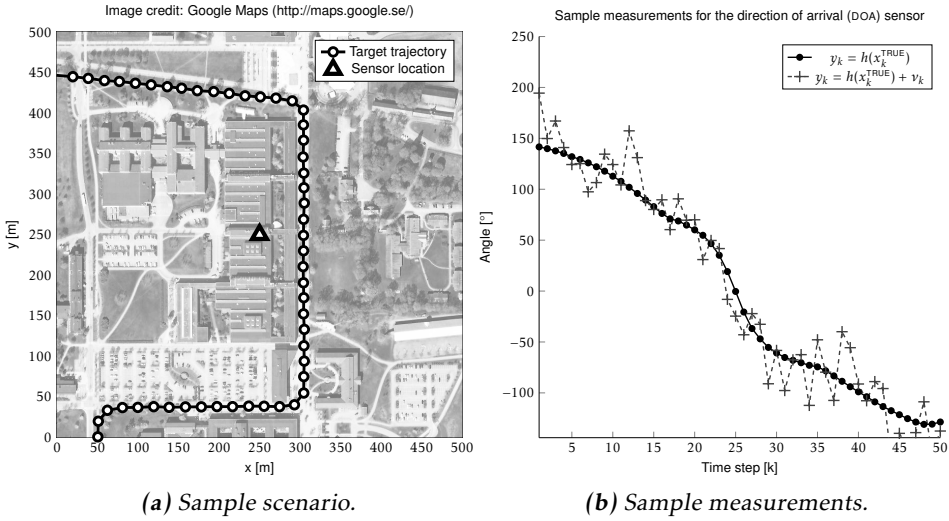 Image credit: Google Maps (http://maps.google.se/)
500
450
400
350
300
250
200
150
100
50
0
y [m]
Target trajectory
Sensor location
0 50 100 150 200 250 300 350 400 450 500
x [m]
(a) Sample scenario.
Sample measurements for the direction of arrival (DOA) sensor
250
200
150
100
50
0
−50
−100
Angle [°]
y_k = h(x_k^TRUE)
y_k = h(x_k^TRUE) + ν_k
5 10 15 20 25 30 35 40 45 50
Time step [k]
(b) Sample measurements.